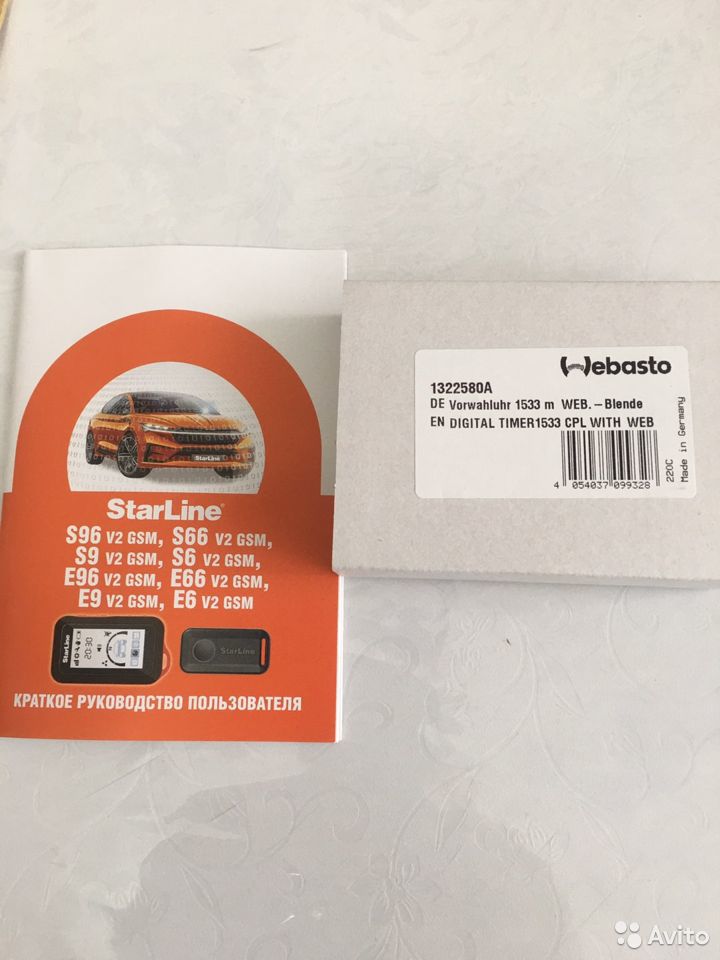 StarLine
StarLine®
S96 V2 GSM, S66 V2 GSM,
S9 V2 GSM, S6 V2 GSM,
E96 V2 GSM, E66 V2 GSM,
E9 V2 GSM, E6 V2 GSM
StarLine
20:30
StarLine
КРАТКОЕ РУКОВОДСТВО ПОЛЬЗОВАТЕЛЯ
Webasto
1322580A
DE Vorwahluhr 1533 m WEB. -Blende
EN DIGITAL TIMER1533 CPL WITH WEB
4 054037 099328
220C
Made in Germany
Avito